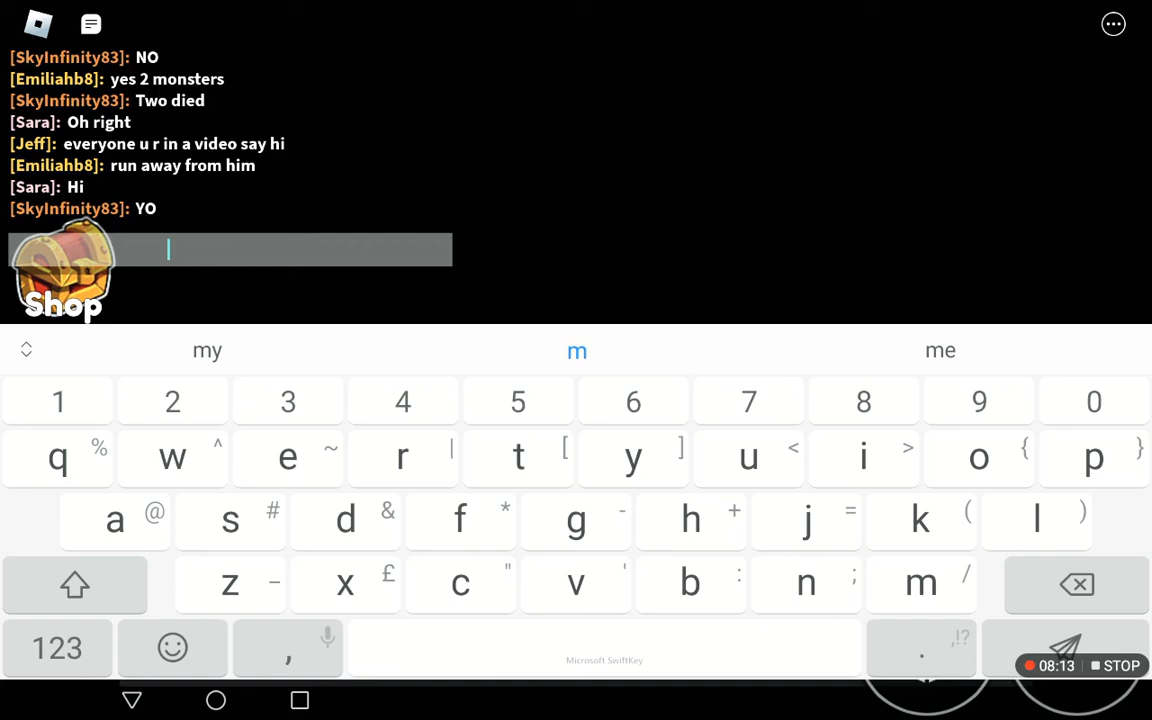 [SkyInfinity83]: NO
[Emiliahb8]: yes 2 monsters
[SkyInfinity83]: Two died
[Sara]: Oh right
[Jeff]: everyone u r in a video say hi
[Emiliahb8]: run away from him
[Sara]: Hi
[SkyInfinity83]: YO
Shop
my m me
1 2 3 4 5 6 7 8 9 0
q % w ^ e ~ r | t [ y ] u < i > o { p }
a @ s # d & f * g - h + j = k ( l )
z _ x £ c " v ' b : n ; m /
123 , Microsoft SwiftKey . ,!?
08:13 STOP